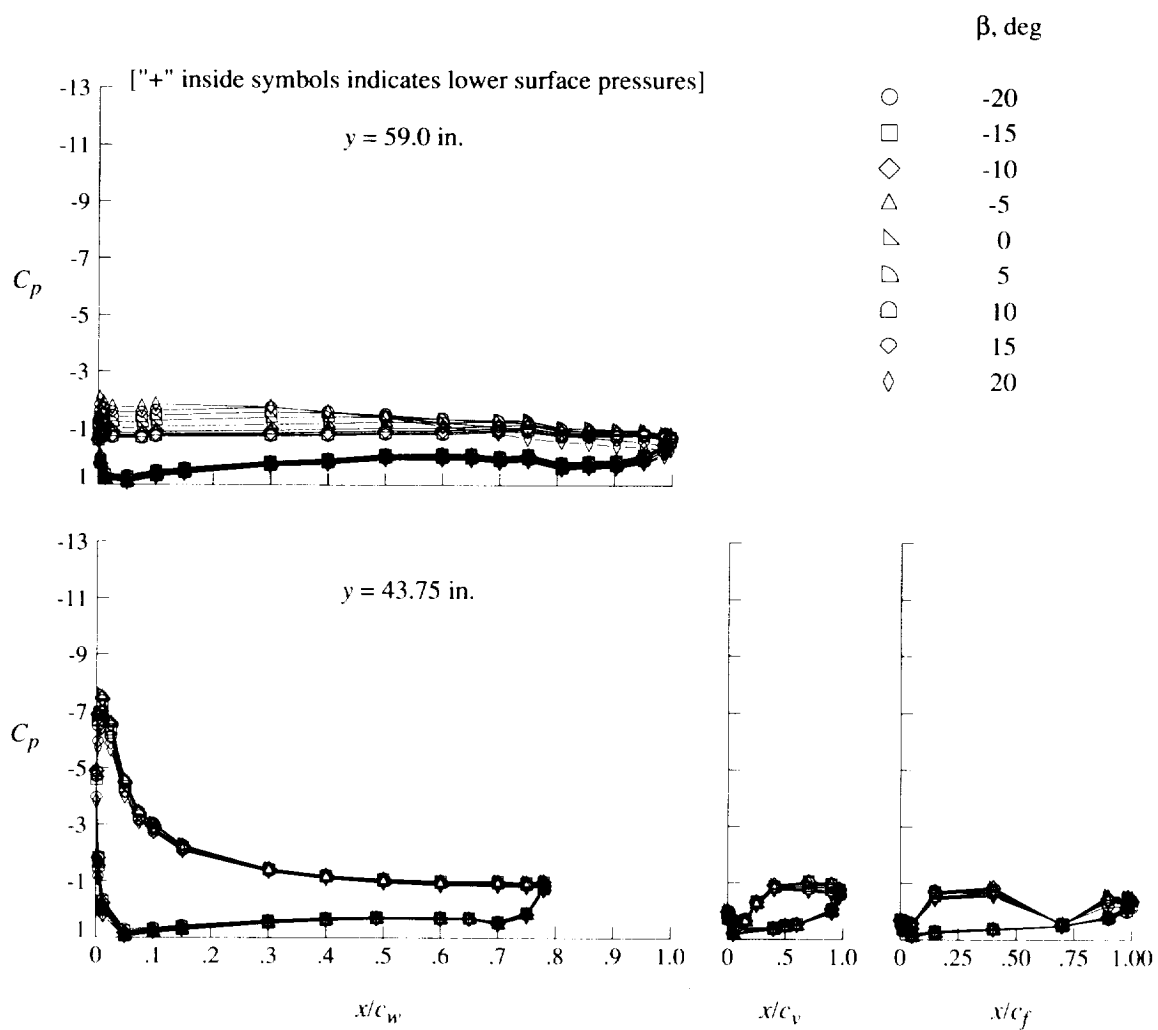 β, deg
["+" inside symbols indicates lower surface pressures]
-20
-15
-10
-5
0
5
10
15
20
y = 59.0 in.
-13
-11
-9
-7
-5
-3
-1
1
Cp
y = 43.75 in.
-13
-11
-9
-7
-5
-3
-1
1
Cp
0 .1 .2 .3 .4 .5 .6 .7 .8 .9 1.0
x/cw
0 .5 1.0
x/cv
0 .25 .50 .75 1.00
x/cf